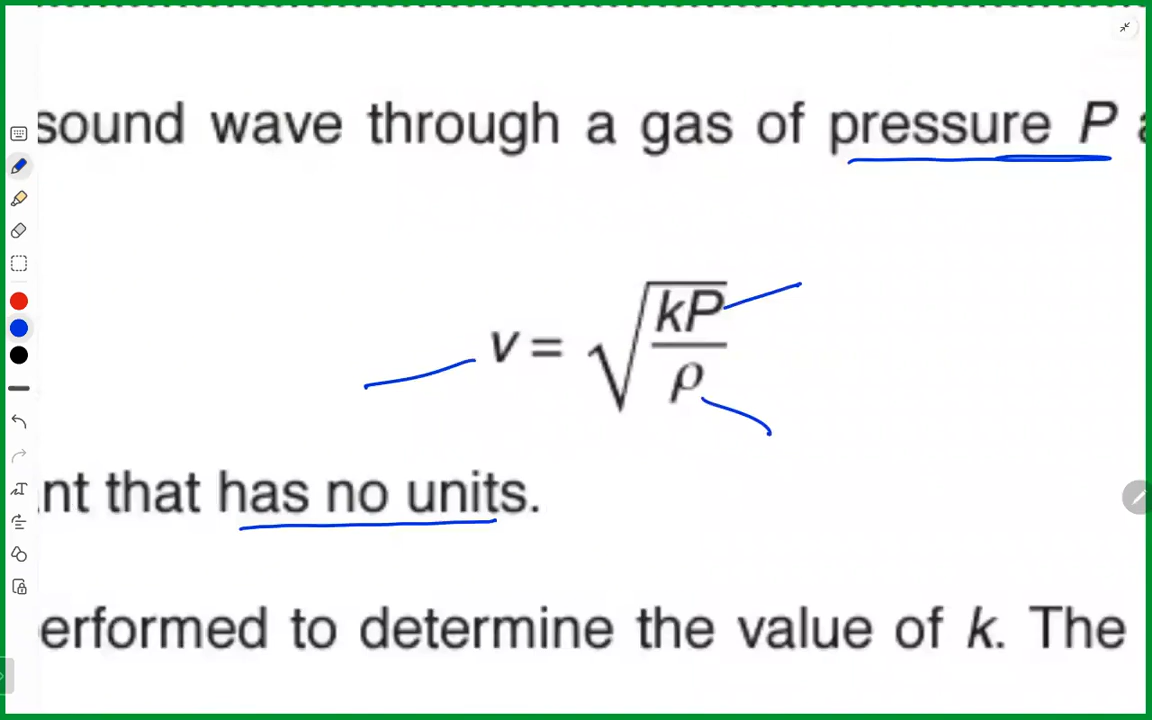 sound wave through a gas of pressure P
v = √(kP/ρ)
nt that has no units.
erformed to determine the value of k. The